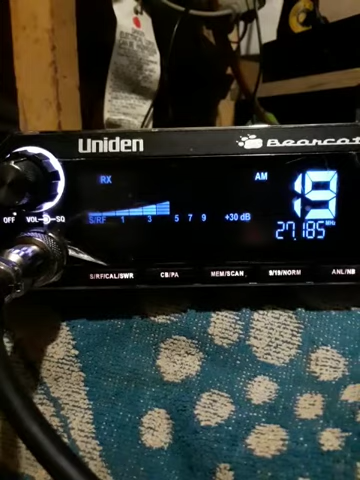 Uniden
Bearcat
RX
AM
19
S/RF 1 3 5 7 9 +30 dB
27.185 MHz
OFF VOL SQ
S/RF/CAL/SWR CB/PA MEM/SCAN 9/19/NORM ANL/NB